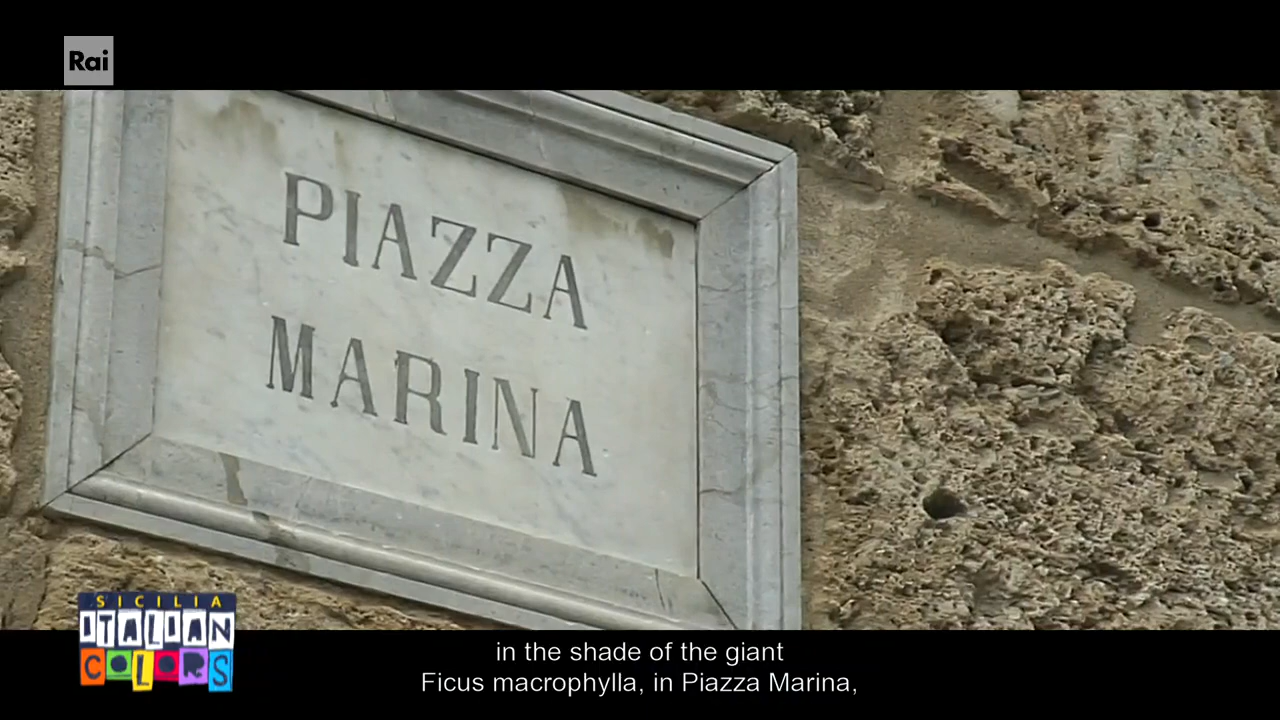 Rai
PIAZZA
MARINA
SICILIA
ITALIAN
COLORS
in the shade of the giant
Ficus macrophylla, in Piazza Marina,